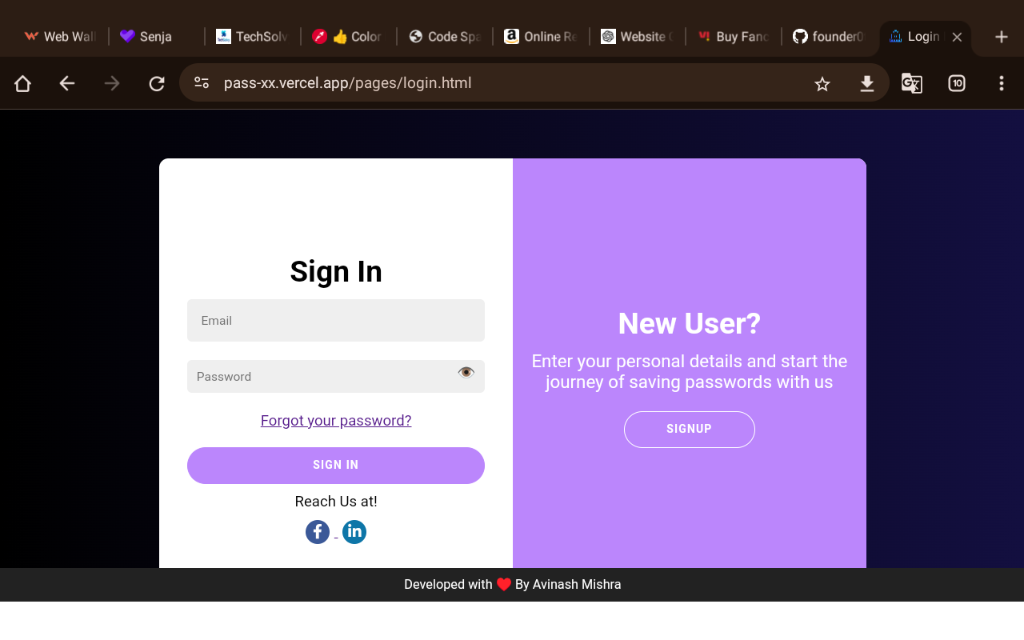 Web Wal
Senja
TechSolv
👍 Color
Code Spa
Online Re
Website
Buy Fanc
founder0
Login
pass-xx.vercel.app/pages/login.html
10
Sign In
Email
Password
Forgot your password?
SIGN IN
Reach Us at!
New User?
Enter your personal details and start the
journey of saving passwords with us
SIGNUP
Developed with ❤️ By Avinash Mishra